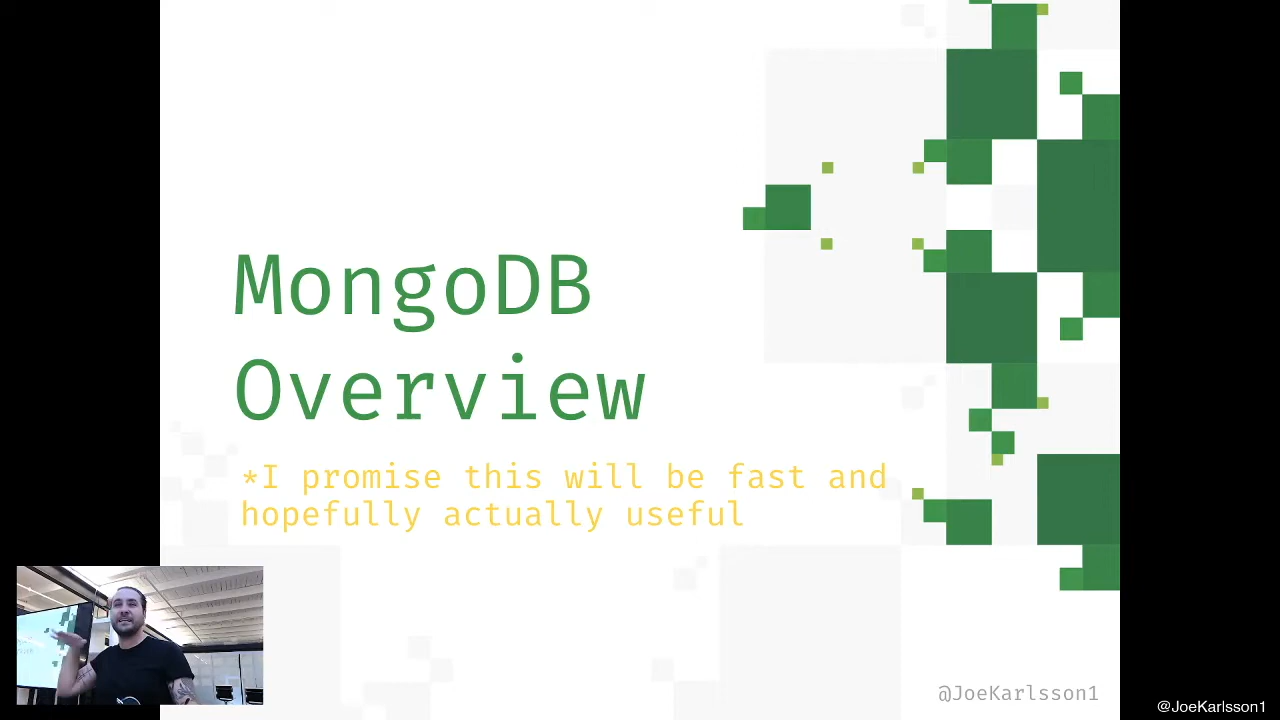 MongoDB
Overview
*I promise this will be fast and
hopefully actually useful
@JoeKarlsson1
@JoeKarlsson1